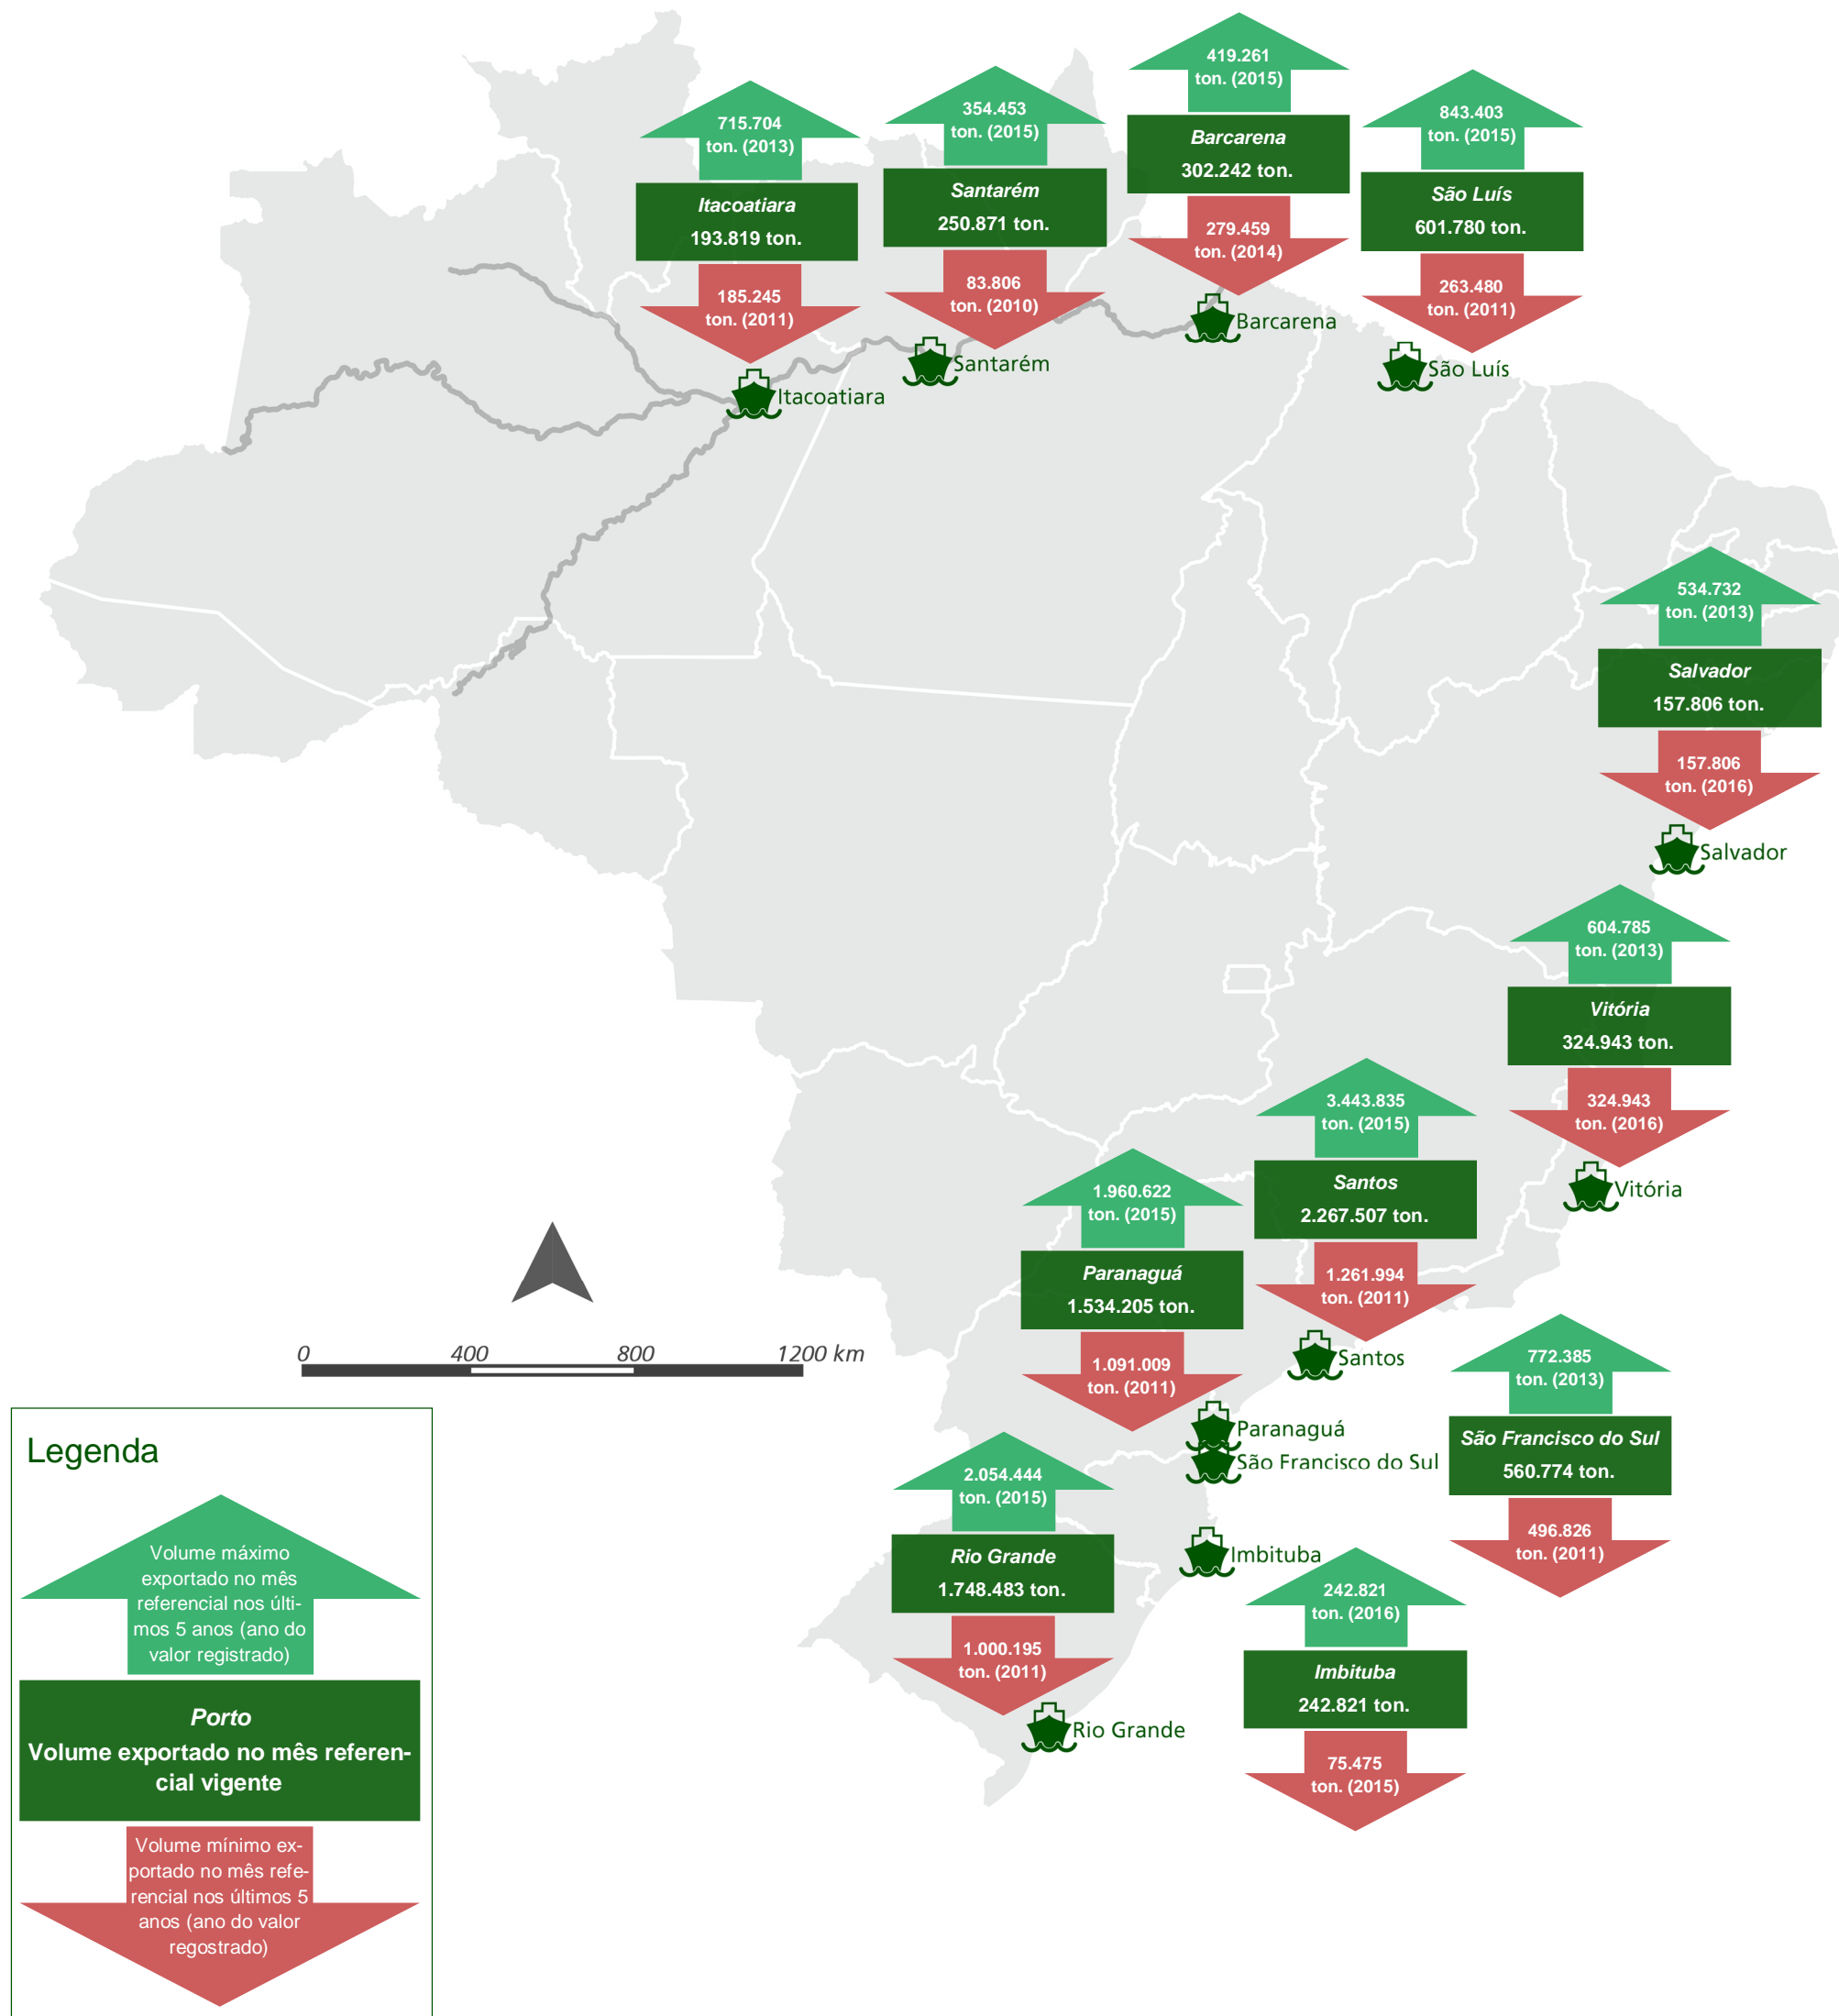 419.261
ton. (2015)
Barcarena
302.242 ton.
279.459
ton. (2014)
Barcarena
354.453
ton. (2015)
Santarém
250.871 ton.
83.806
ton. (2010)
Santarém
843.403
ton. (2015)
São Luís
601.780 ton.
263.480
ton. (2011)
São Luís
715.704
ton. (2013)
Itacoatiara
193.819 ton.
185.245
ton. (2011)
Itacoatiara
534.732
ton. (2013)
Salvador
157.806 ton.
157.806
ton. (2016)
Salvador
604.785
ton. (2013)
Vitória
324.943 ton.
324.943
ton. (2016)
Vitória
3.443.835
ton. (2015)
Santos
2.267.507 ton.
1.261.994
ton. (2011)
Santos
1.960.622
ton. (2015)
Paranaguá
1.534.205 ton.
1.091.009
ton. (2011)
Paranaguá
São Francisco do Sul
772.385
ton. (2013)
São Francisco do Sul
560.774 ton.
496.826
ton. (2011)
2.054.444
ton. (2015)
Rio Grande
1.748.483 ton.
1.000.195
ton. (2011)
Rio Grande
Imbituba
242.821
ton. (2016)
Imbituba
242.821 ton.
75.475
ton. (2015)
0 400 800 1200 km
Legenda
Volume máximo
exportado no mês
referencial nos últi-
mos 5 anos (ano do
valor registrado)
Porto
Volume exportado no mês referen-
cial vigente
Volume mínimo ex-
portado no mês refe-
rencial nos últimos 5
anos (ano do valor
regostrado)